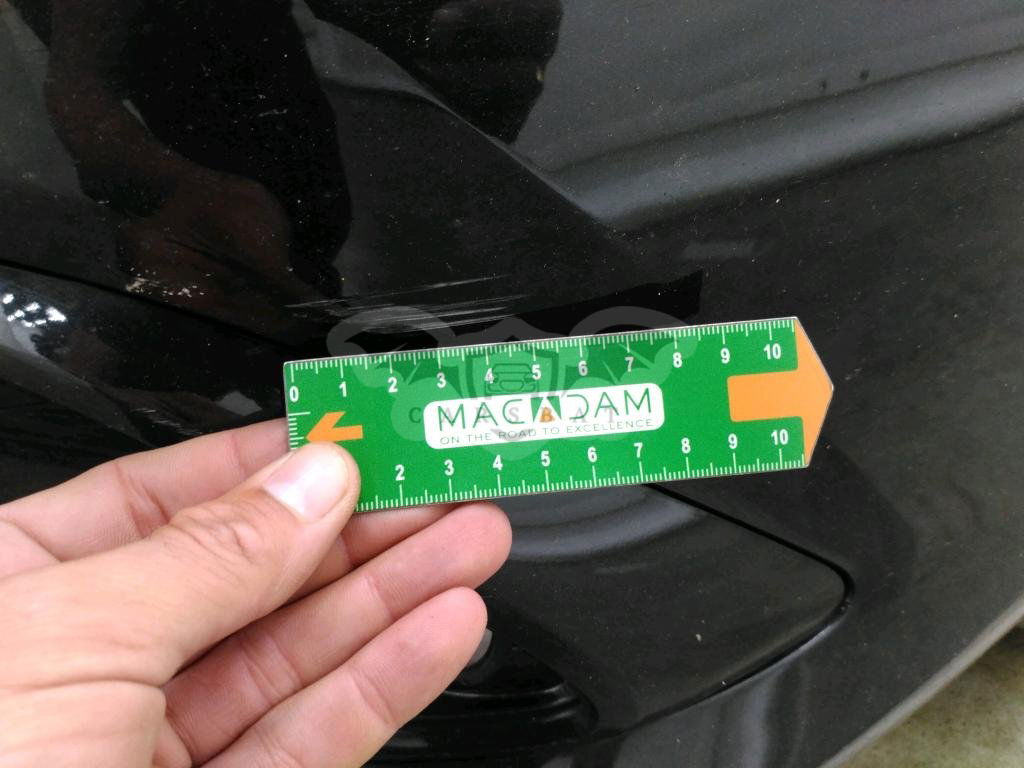 0 1 2 3 4 5 6 7 8 9 10
MACADAM
CARSBAT
ON THE ROAD TO EXCELLENCE
2 3 4 5 6 7 8 9 10